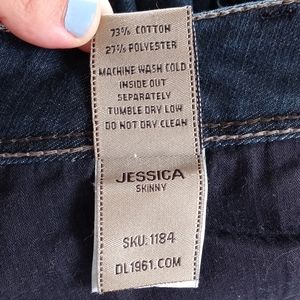 73% COTTON
27% POLYESTER
MACHINE WASH COLD
INSIDE OUT
SEPARATELY
TUMBLE DRY LOW
DO NOT DRY CLEAN
JESSICA
SKINNY
SKU: 1184
DL1961.COM